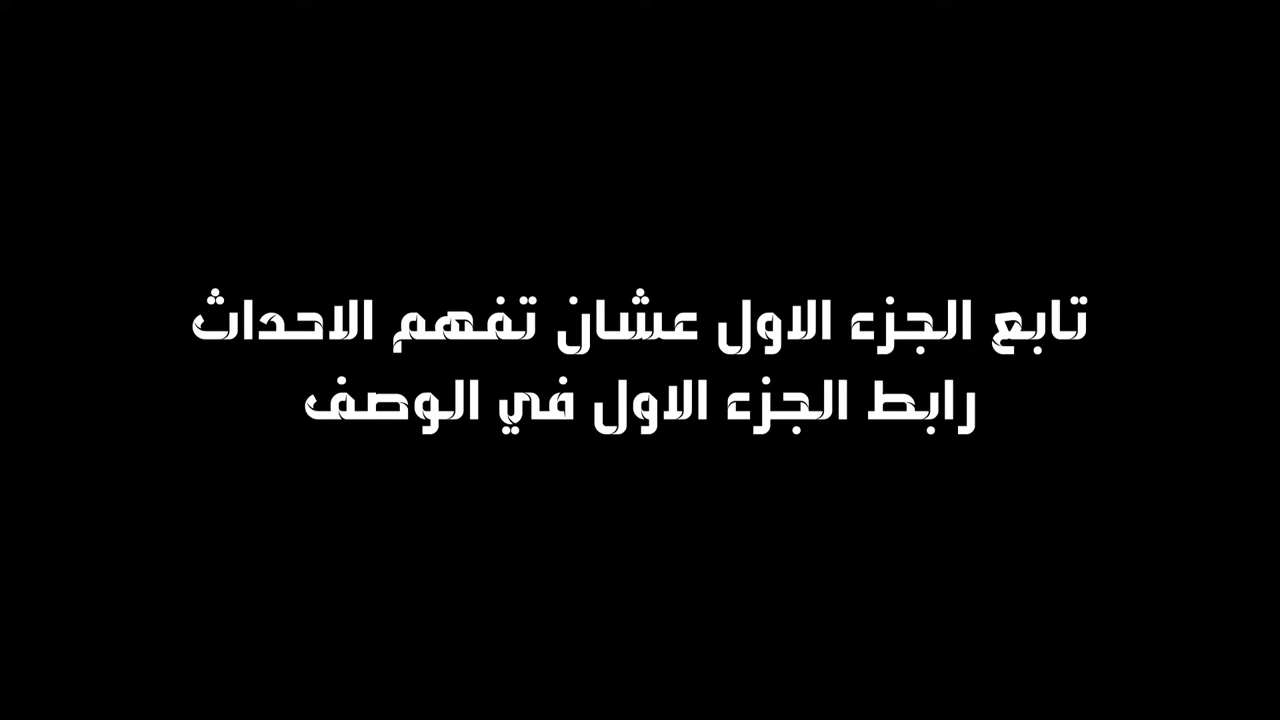 تابع الجزء الاول عشان تفهم الاحداث
رابط الجزء الاول في الوصف